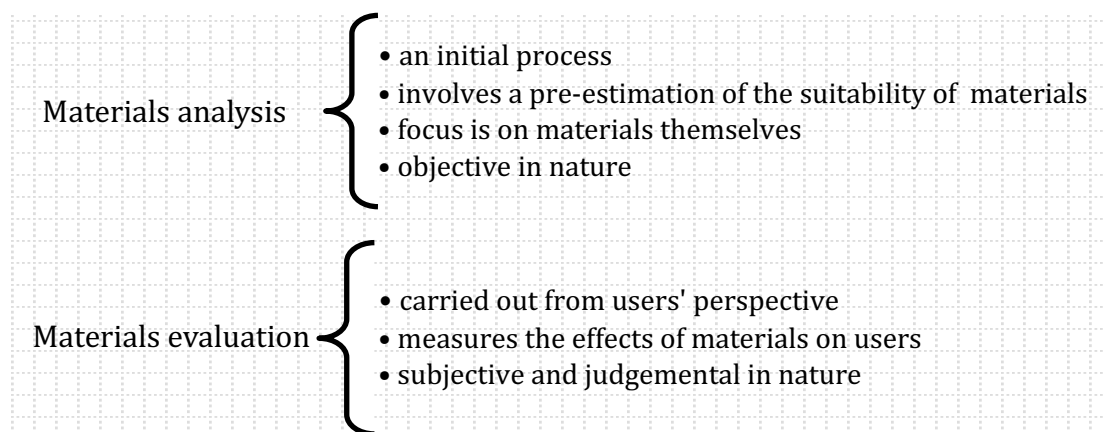 Materials analysis
• an initial process
• involves a pre-estimation of the suitability of materials
• focus is on materials themselves
• objective in nature
Materials evaluation
• carried out from users' perspective
• measures the effects of materials on users
• subjective and judgemental in nature